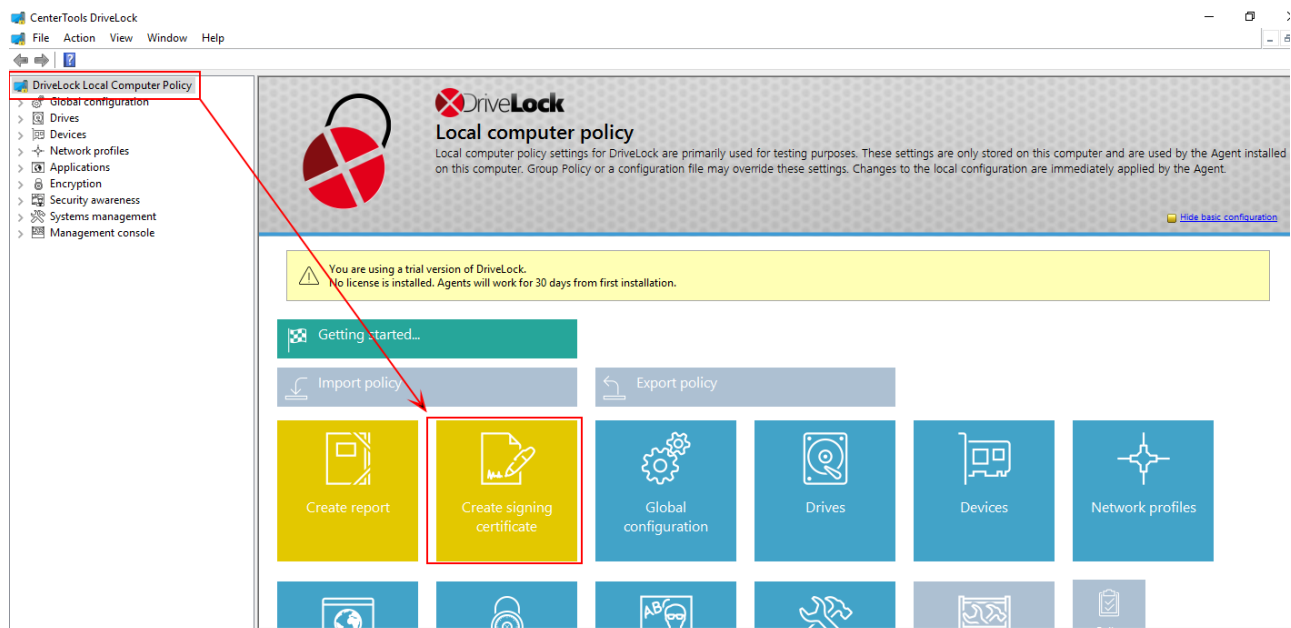 CenterTools DriveLock
File Action View Window Help
DriveLock Local Computer Policy
Global configuration
Drives
Devices
Network profiles
Applications
Encryption
Security awareness
Systems management
Management console
DriveLock
Local computer policy
Local computer policy settings for DriveLock are primarily used for testing purposes. These settings are only stored on this computer and are used by the Agent installed
on this computer. Group Policy or a configuration file may override these settings. Changes to the local configuration are immediately applied by the Agent.
Hide basic configuration
You are using a trial version of DriveLock.
No license is installed. Agents will work for 30 days from first installation.
Getting started...
Import policy
Export policy
Create report
Create signing
certificate
Global
configuration
Drives
Devices
Network profiles
ABC